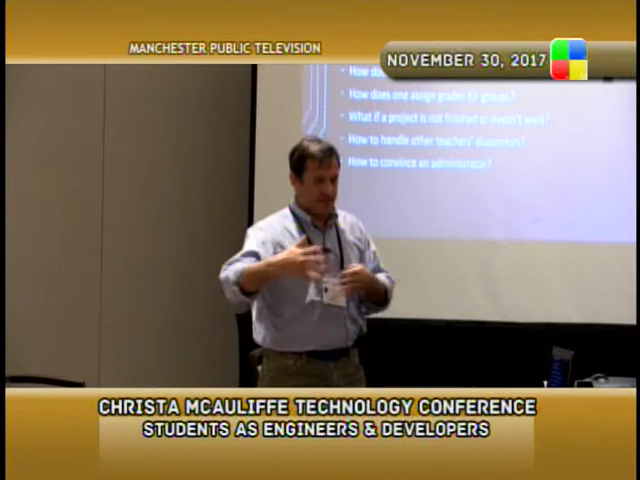 MANCHESTER PUBLIC TELEVISION
NOVEMBER 30, 2017
How does one assign grades for groups?
What if a project is not finished or doesn't work?
How to handle other teachers'
How to convince an administrator?
CHRISTA MCAULIFFE TECHNOLOGY CONFERENCE
STUDENTS AS ENGINEERS & DEVELOPERS